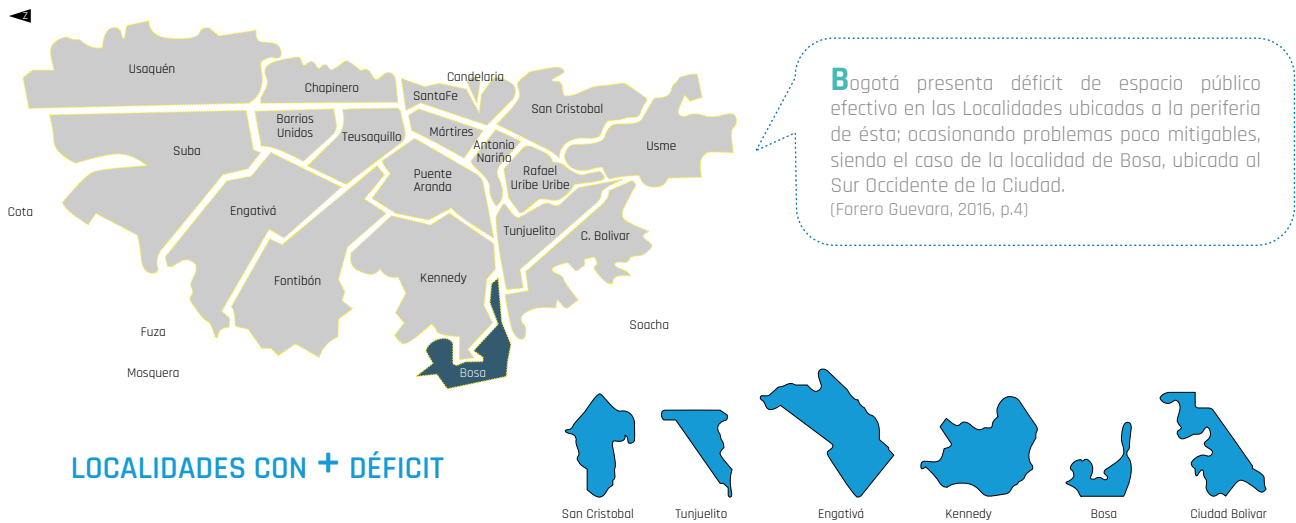 Z
Usaquén
Chapinero
Candelaria
SantaFe
San Cristobal
Barrios
Unidos
Teusaquillo
Mártires
Antonio
Nariño
Usme
Suba
Puente
Aranda
Rafael
Uribe Uribe
Cota
Engativá
Tunjuelito
C. Bolivar
Fontibón
Kennedy
Fuza
Soacha
Mosquera
Bosa
Bogotá presenta déficit de espacio público
efectivo en las Localidades ubicadas a la periferia
de ésta; ocasionando problemas poco mitigables,
siendo el caso de la localidad de Bosa, ubicada al
Sur Occidente de la Ciudad.
(Forero Guevara, 2016, p.4)
LOCALIDADES CON + DÉFICIT
San Cristobal
Tunjuelito
Engativá
Kennedy
Bosa
Ciudad Bolivar